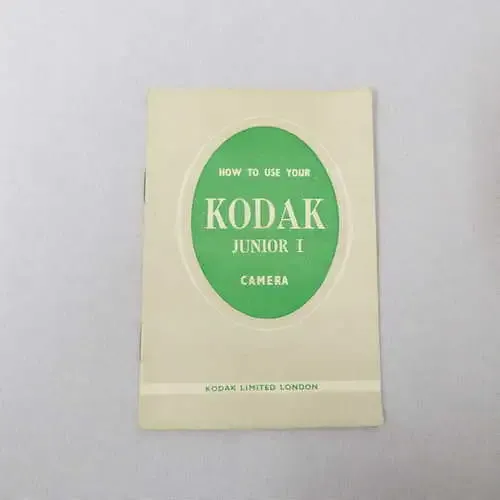 HOW TO USE YOUR
KODAK
JUNIOR I
CAMERA
KODAK LIMITED LONDON